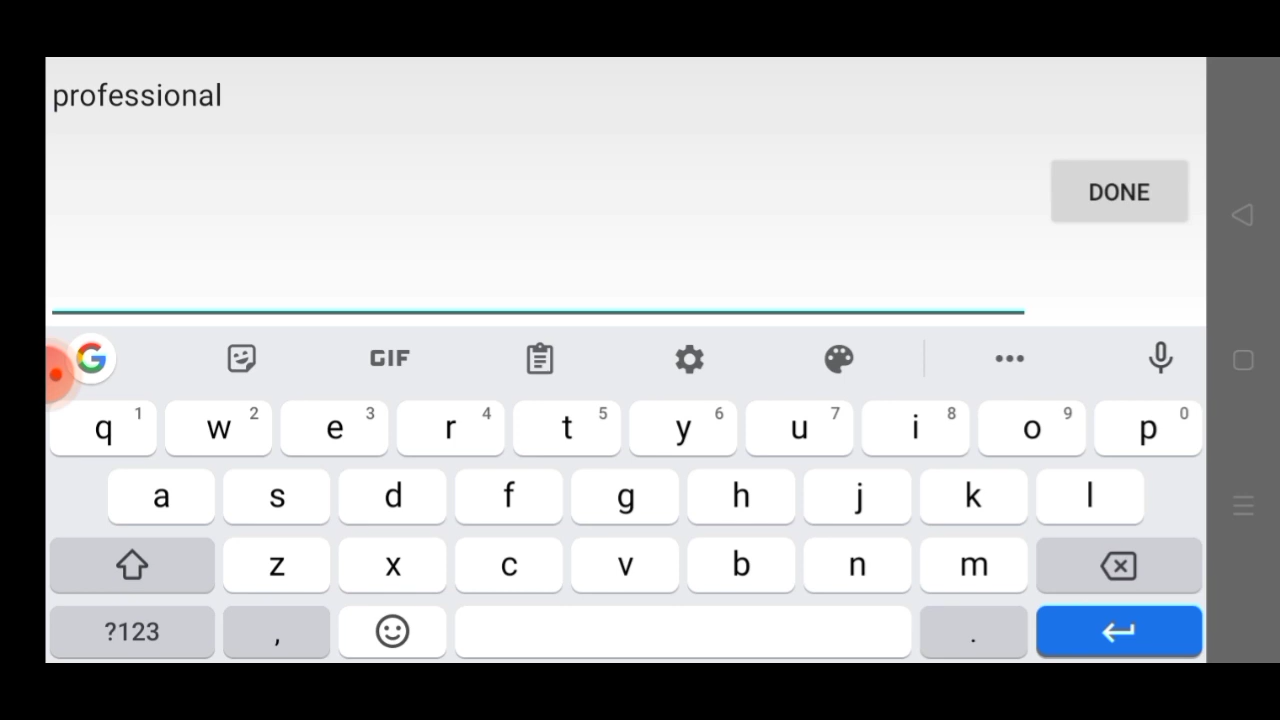 professional
DONE
G GIF
q 1 w 2 e 3 r 4 t 5 y 6 u 7 i 8 o 9 p 0
a s d f g h j k l
z x c v b n m
?123 , .